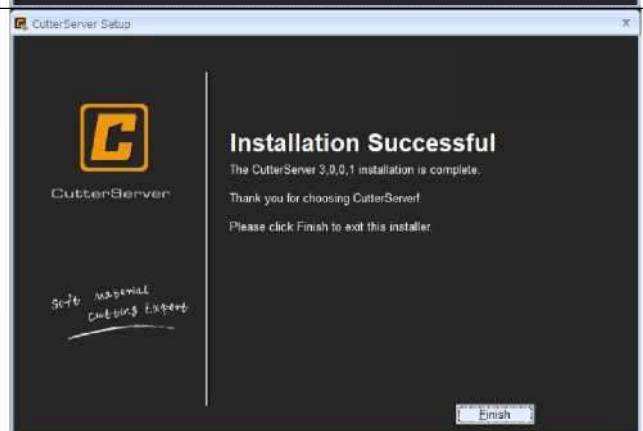 CutterServer Setup
CutterServer
Soft Material
Cutting Expert
Installation Successful
The CutterServer 3,0,0,1 installation is complete.
Thank you for choosing CutterServer!
Please click Finish to exit this installer.
Finish